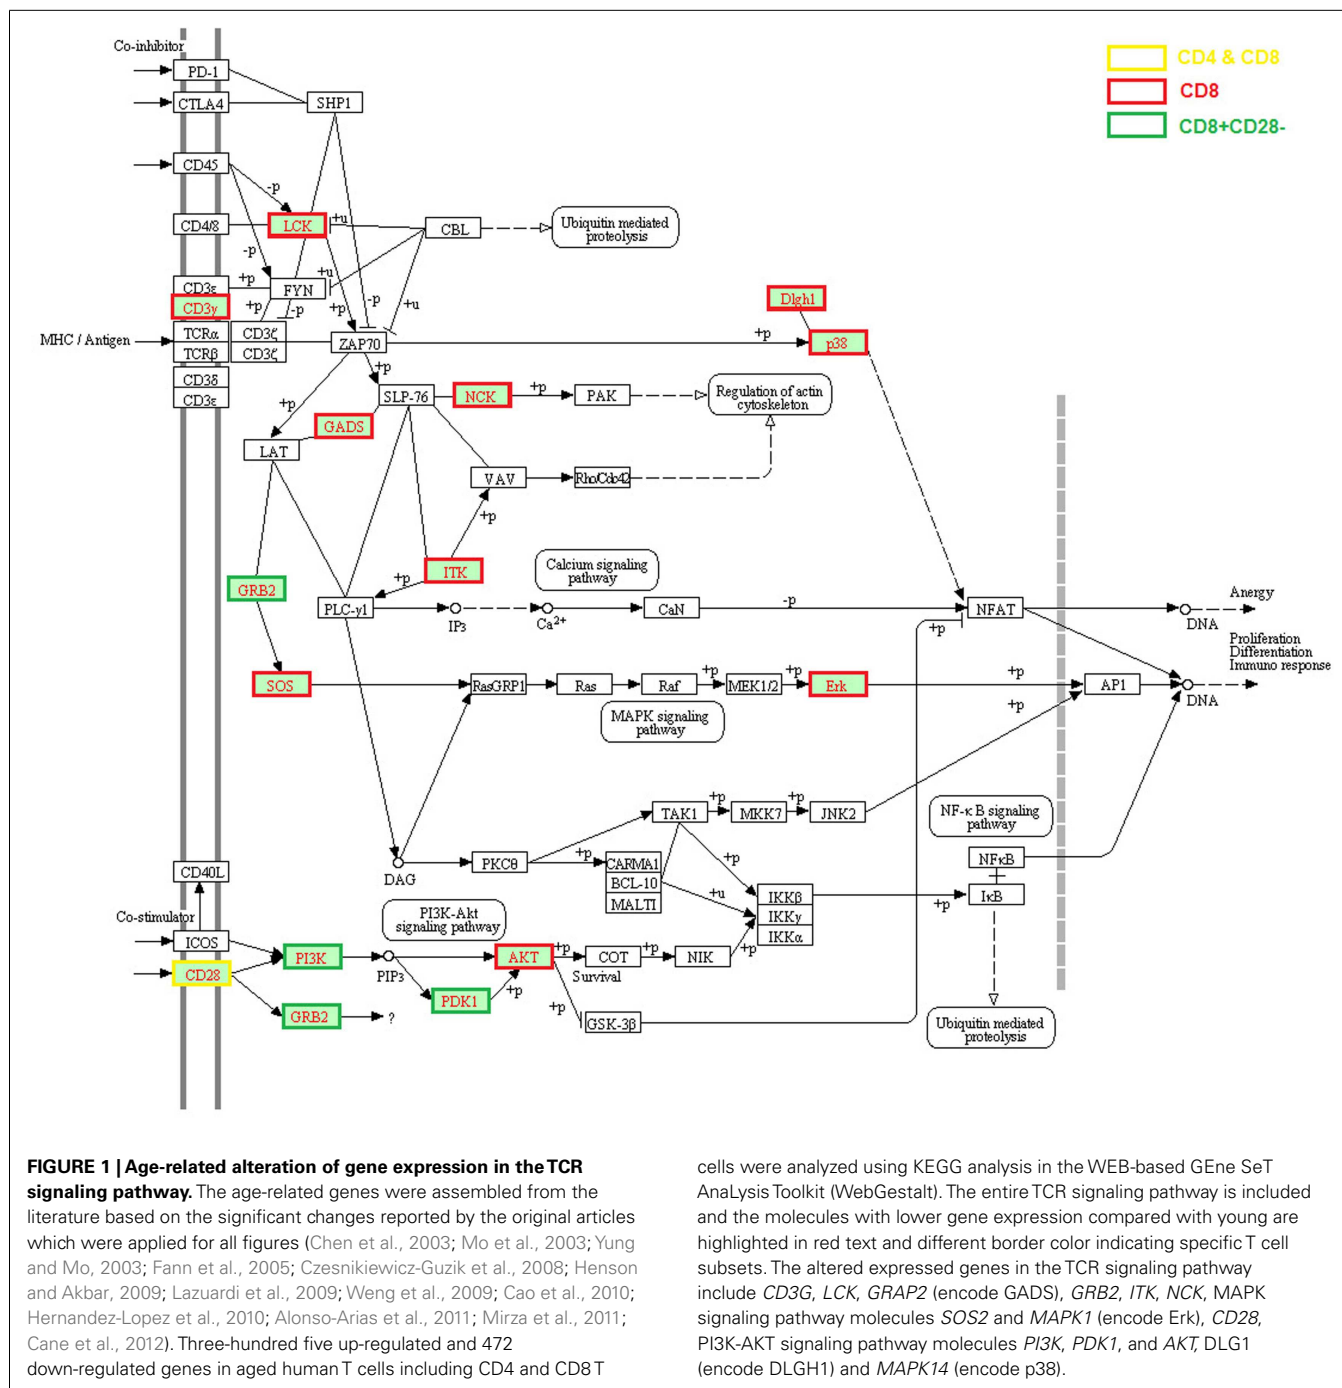 Co-inhibitor
PD-1
CTLA4
SHP1
CD4 & CD8
CD8
CD8+CD28-
CD45
-p
CD4/8
LCK
+u
CBL
Ubiquitin mediated
proteolysis
-p
CD3ε
+p
FYN
+u
CD3γ
+p
-p
+p
-p
+u
Dlgh1
MHC / Antigen
TCRα
CD3ζ
TCRβ
CD3ζ
ZAP70
+p
p38
CD3δ
CD3ε
+p
SLP-76
NCK
+p
PAK
Regulation of actin
cytoskeleton
+p
GADS
LAT
VAV
Rho/Cdc42
+p
ITK
Calcium signaling
pathway
GRB2
+p
PLC-γ1
IP3
Ca2+
CaN
-p
NFAT
+p
DNA
Anergy
Proliferation
Differentiation
Immuno response
SOS
RasGRP1
Ras
Raf
+p
MEK1/2
+p
Erk
+p
AP1
DNA
MAPK signaling
pathway
+p
TAK1
+p
MKK7
+p
JNK2
NF-κ B signaling
pathway
DAG
PKCθ
+p
+p
CARMA1
BCL-10
MALT1
+p
+u
IKKβ
IKKγ
IKKα
+p
NFκB
IκB
CD40L
Co-stimulator
ICOS
CD28
PI3K-Akt
signaling pathway
PI3K
PIP3
AKT
+p
COT
Survival
+p
NIK
+p
PDK1
+p
+p
GRB2
?
GSK-3β
Ubiquitin mediated
proteolysis
FIGURE 1 | Age-related alteration of gene expression in the TCR
signaling pathway. The age-related genes were assembled from the
literature based on the significant changes reported by the original articles
which were applied for all figures (Chen et al., 2003; Mo et al., 2003; Yung
and Mo, 2003; Fann et al., 2005; Czesnikiewicz-Guzik et al., 2008; Henson
and Akbar, 2009; Lazuardi et al., 2009; Weng et al., 2009; Cao et al., 2010;
Hernandez-Lopez et al., 2010; Alonso-Arias et al., 2011; Mirza et al., 2011;
Cane et al., 2012). Three-hundred five up-regulated and 472
down-regulated genes in aged human T cells including CD4 and CD8 T
cells were analyzed using KEGG analysis in the WEB-based GEne SeT
AnaLysis Toolkit (WebGestalt). The entire TCR signaling pathway is included
and the molecules with lower gene expression compared with young are
highlighted in red text and different border color indicating specific T cell
subsets. The altered expressed genes in the TCR signaling pathway
include CD3G, LCK, GRAP2 (encode GADS), GRB2, ITK, NCK, MAPK
signaling pathway molecules SOS2 and MAPK1 (encode Erk), CD28,
PI3K-AKT signaling pathway molecules PI3K, PDK1, and AKT, DLG1
(encode DLGH1) and MAPK14 (encode p38).